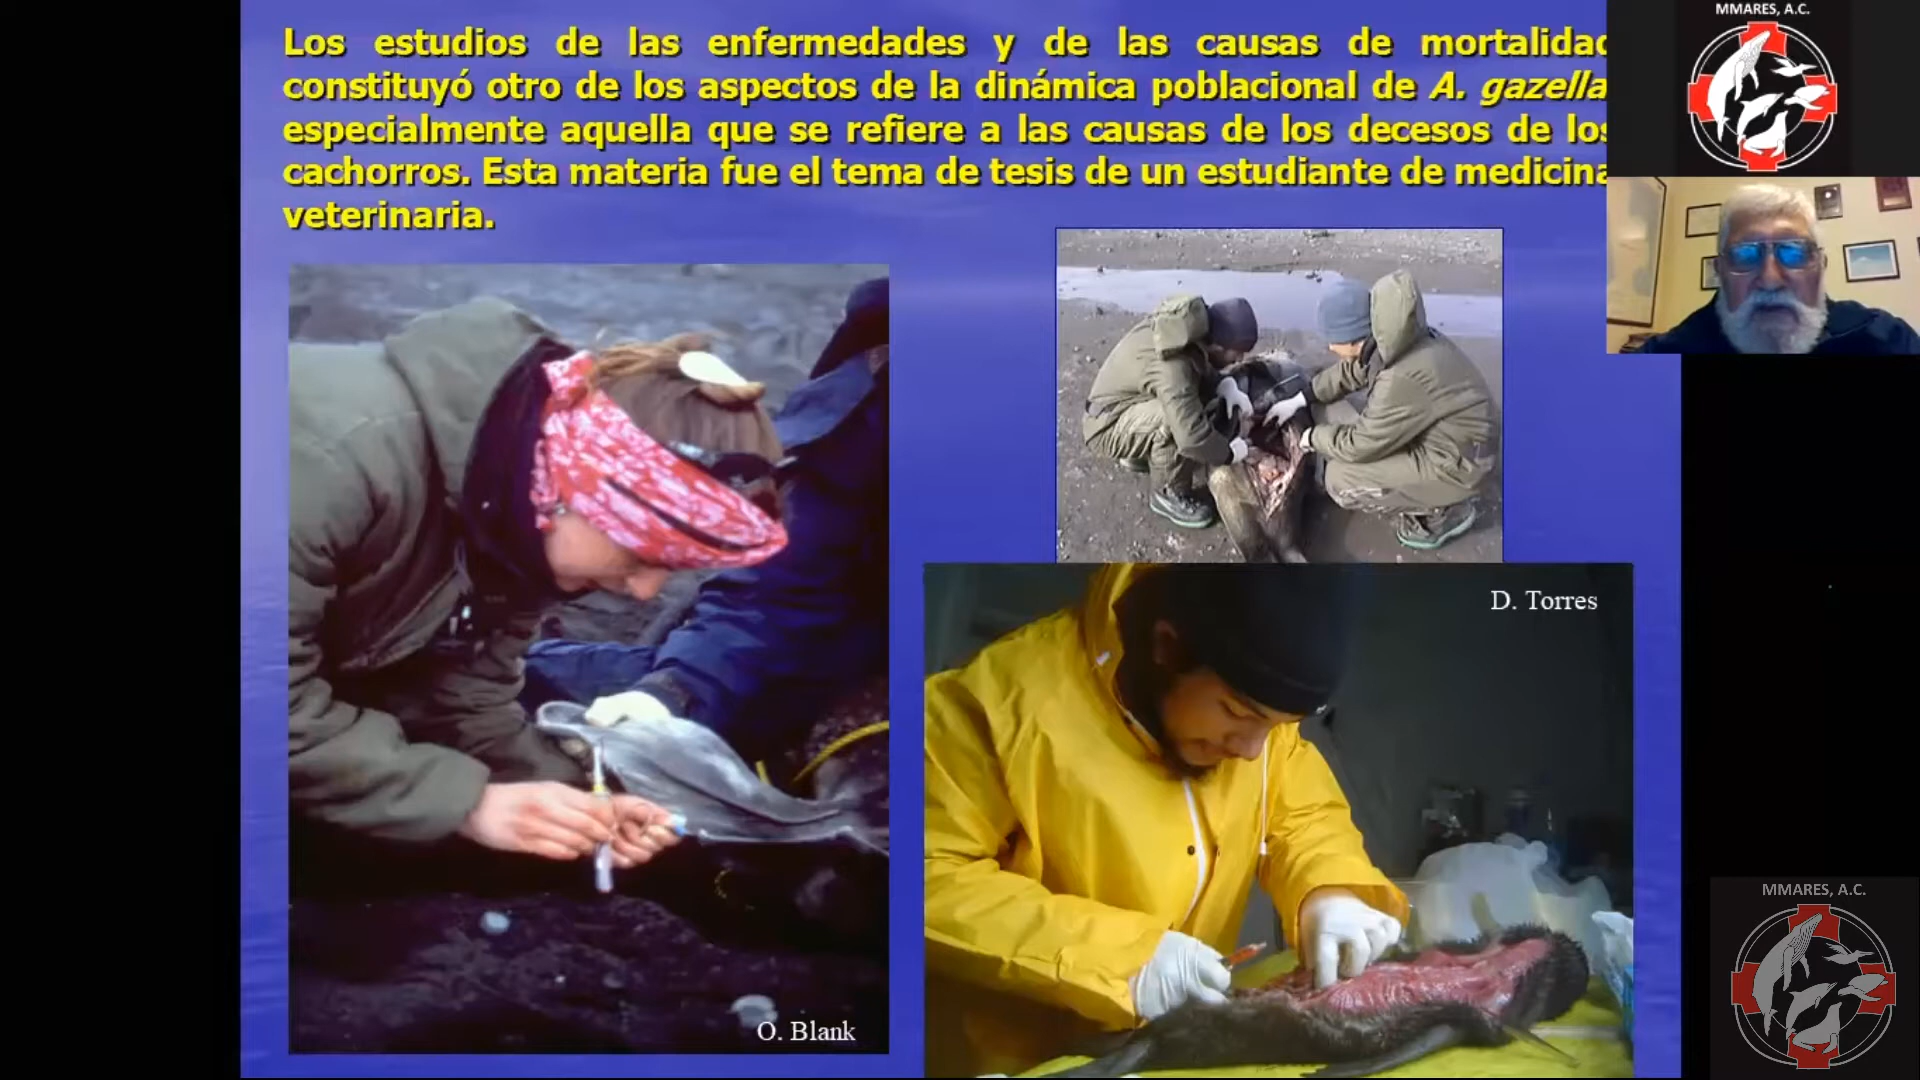 MMARES, A.C.
Los estudios de las enfermedades y de las causas de mortalidad
constituyó otro de los aspectos de la dinámica poblacional de A. gazella
especialmente aquella que se refiere a las causas de los decesos de los
cachorros. Esta materia fue el tema de tesis de un estudiante de medicina
veterinaria.
D. Torres
O. Blank
MMARES, A.C.